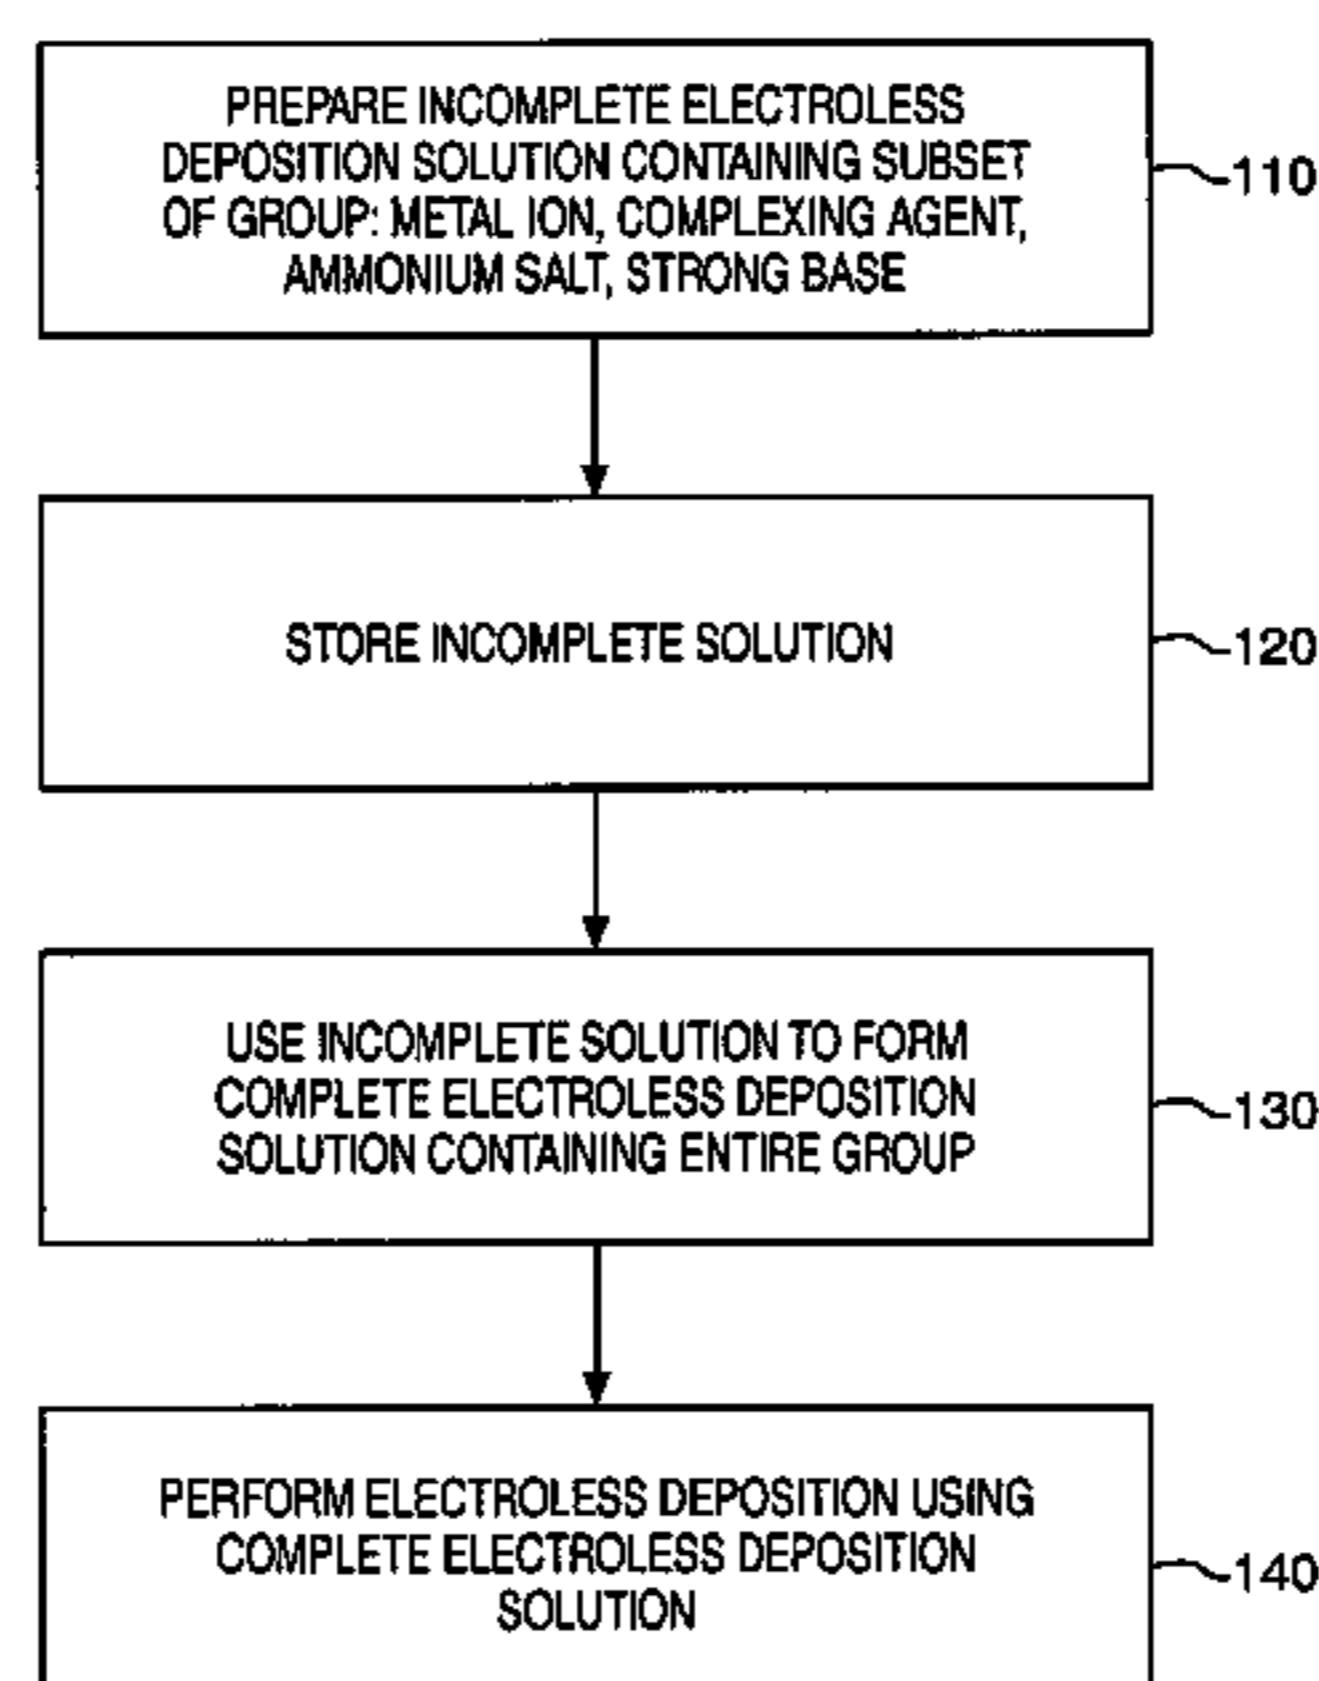 PREPARE INCOMPLETE ELECTROLESS
DEPOSITION SOLUTION CONTAINING SUBSET
OF GROUP: METAL ION, COMPLEXING AGENT,
AMMONIUM SALT, STRONG BASE
110
STORE INCOMPLETE SOLUTION
120
USE INCOMPLETE SOLUTION TO FORM
COMPLETE ELECTROLESS DEPOSITION
SOLUTION CONTAINING ENTIRE GROUP
130
PERFORM ELECTROLESS DEPOSITION USING
COMPLETE ELECTROLESS DEPOSITION
SOLUTION
140